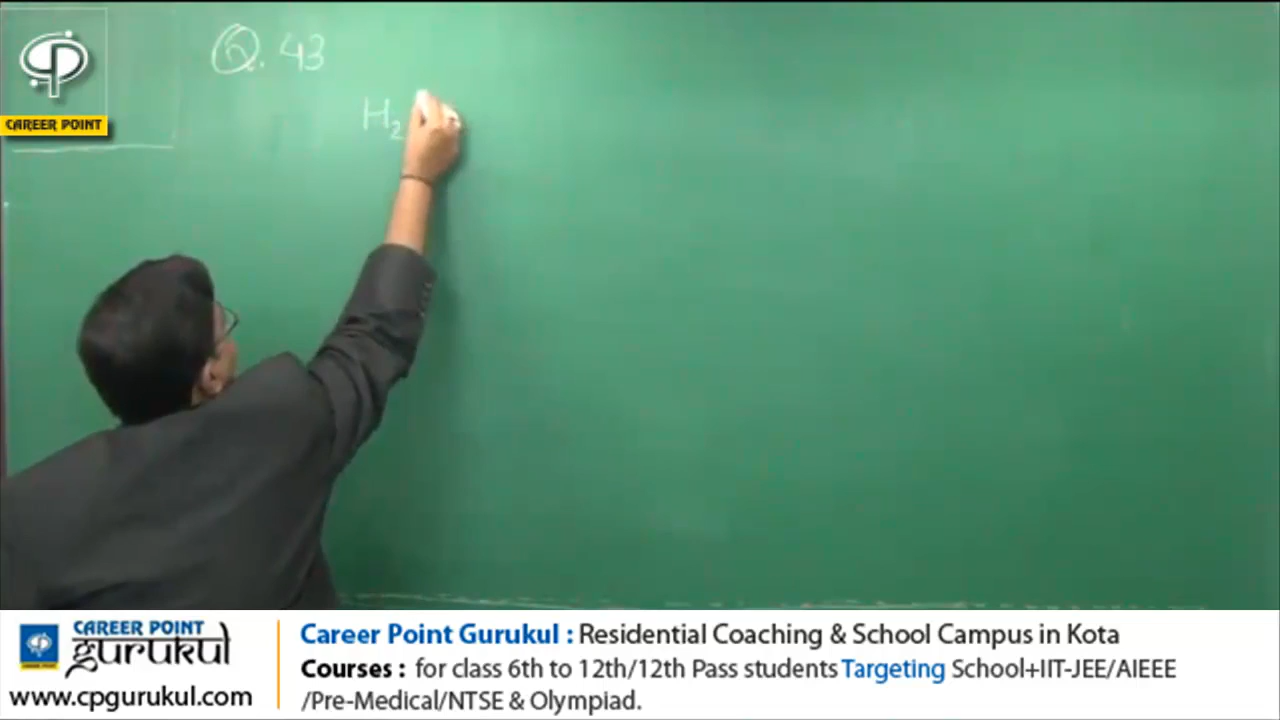 CAREER POINT
Q. 43
H₂
CAREER POINT
gurukul
www.cpgurukul.com
Career Point Gurukul : Residential Coaching & School Campus in Kota
Courses : for class 6th to 12th/12th Pass students Targeting School+IIT-JEE/AIEEE
/Pre-Medical/NTSE & Olympiad.